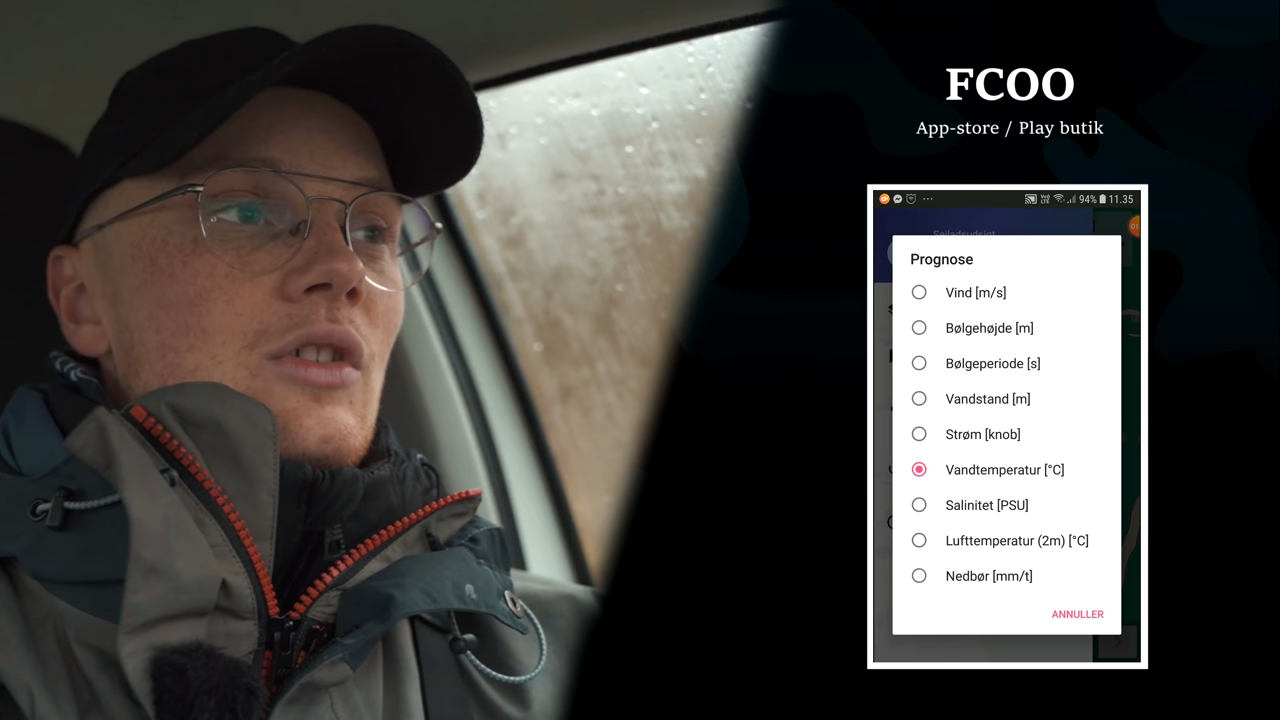 FCOO
App-store / Play butik
94% 11.35
Sejladsudsigt
Prognose
Vind [m/s]
Bølgehøjde [m]
Bølgeperiode [s]
Vandstand [m]
Strøm [knob]
Vandtemperatur [°C]
Salinitet [PSU]
Lufttemperatur (2m) [°C]
Nedbør [mm/t]
ANNULLER